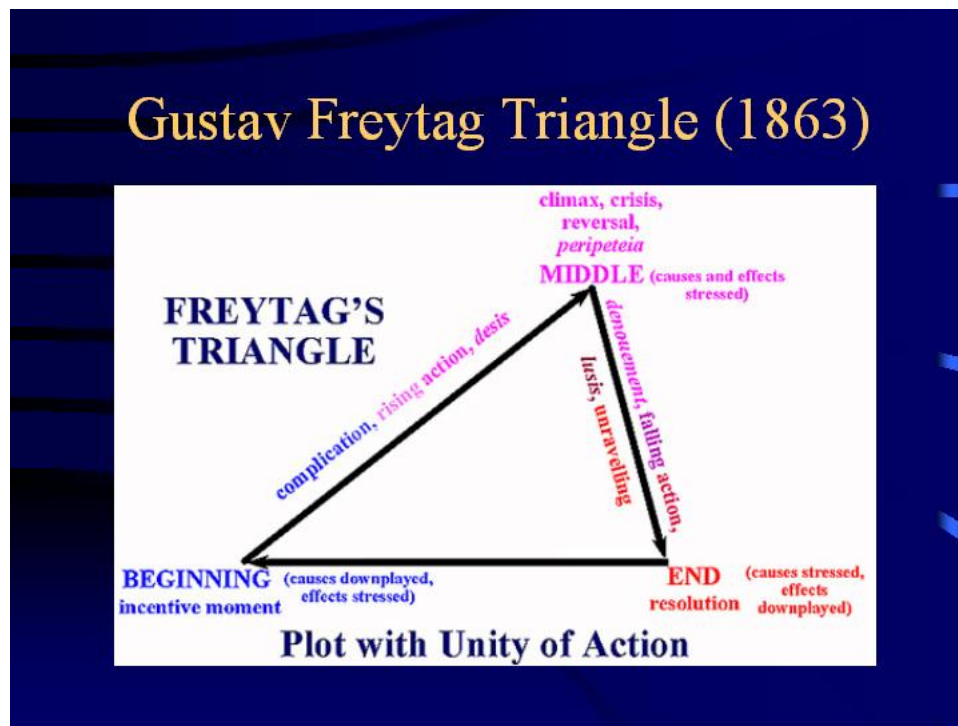 Gustav Freytag Triangle (1863)
climax, crisis,
reversal,
peripeteia
MIDDLE (causes and effects
stressed)
FREYTAG'S
TRIANGLE
complication, rising action, desis
denouement, falling action,
lusis, unravelling
BEGINNING (causes downplayed,
effects stressed)
incentive moment
END (causes stressed,
effects
downplayed)
resolution
Plot with Unity of Action